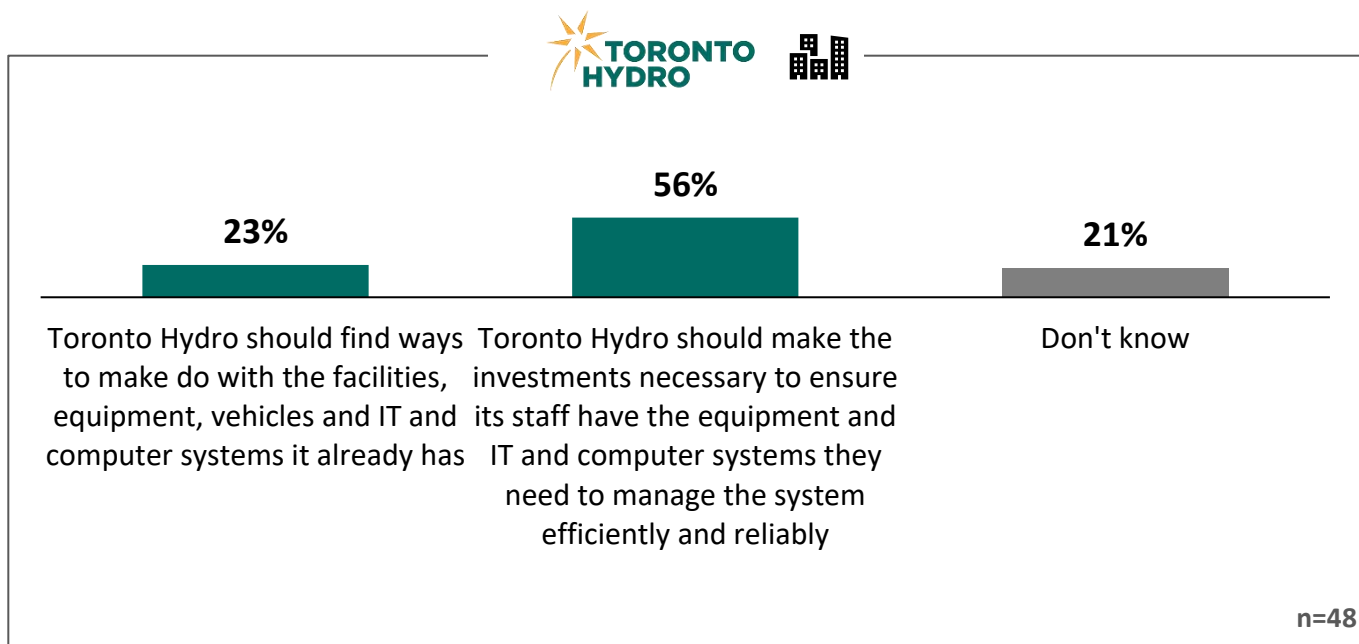 TORONTO
HYDRO
23%
56%
21%
Toronto Hydro should find ways
to make do with the facilities,
equipment, vehicles and IT and
computer systems it already has
Toronto Hydro should make the
investments necessary to ensure
its staff have the equipment and
IT and computer systems they
need to manage the system
efficiently and reliably
Don't know
n=48